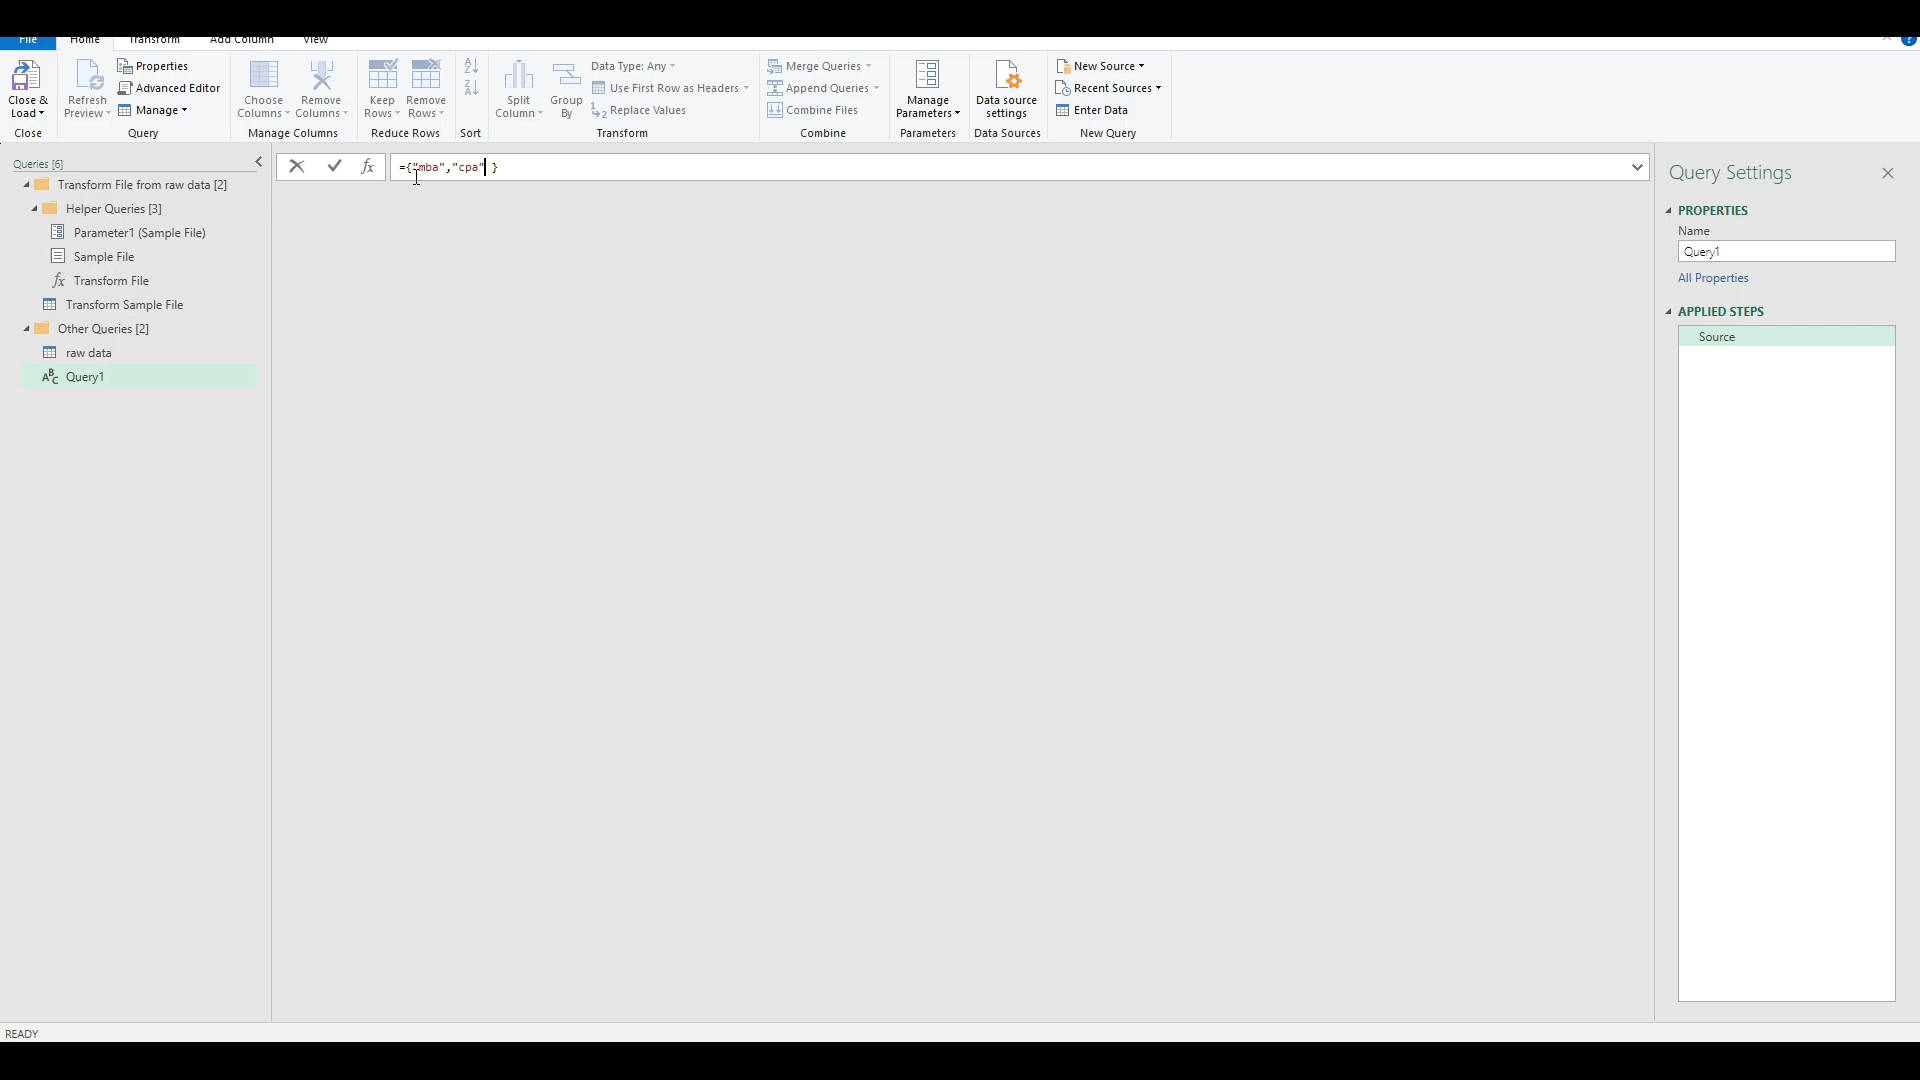 File Home Transform Add Column View
Close & Load
Refresh Preview
Properties
Advanced Editor
Manage
Choose Columns
Remove Columns
Keep Rows
Remove Rows
A Z
Z A
Split Column
Group By
Data Type: Any
Use First Row as Headers
1 2 Replace Values
Merge Queries
Append Queries
Combine Files
Manage Parameters
Data source settings
New Source
Recent Sources
Enter Data
Close Query Manage Columns Reduce Rows Sort Transform Combine Parameters Data Sources New Query
Queries [6]
Transform File from raw data [2]
Helper Queries [3]
Parameter1 (Sample File)
Sample File
fx Transform File
Transform Sample File
Other Queries [2]
raw data
ABC Query1
fx ={"mba","cpa" }
Query Settings
PROPERTIES
Name
Query1
All Properties
APPLIED STEPS
Source
READY